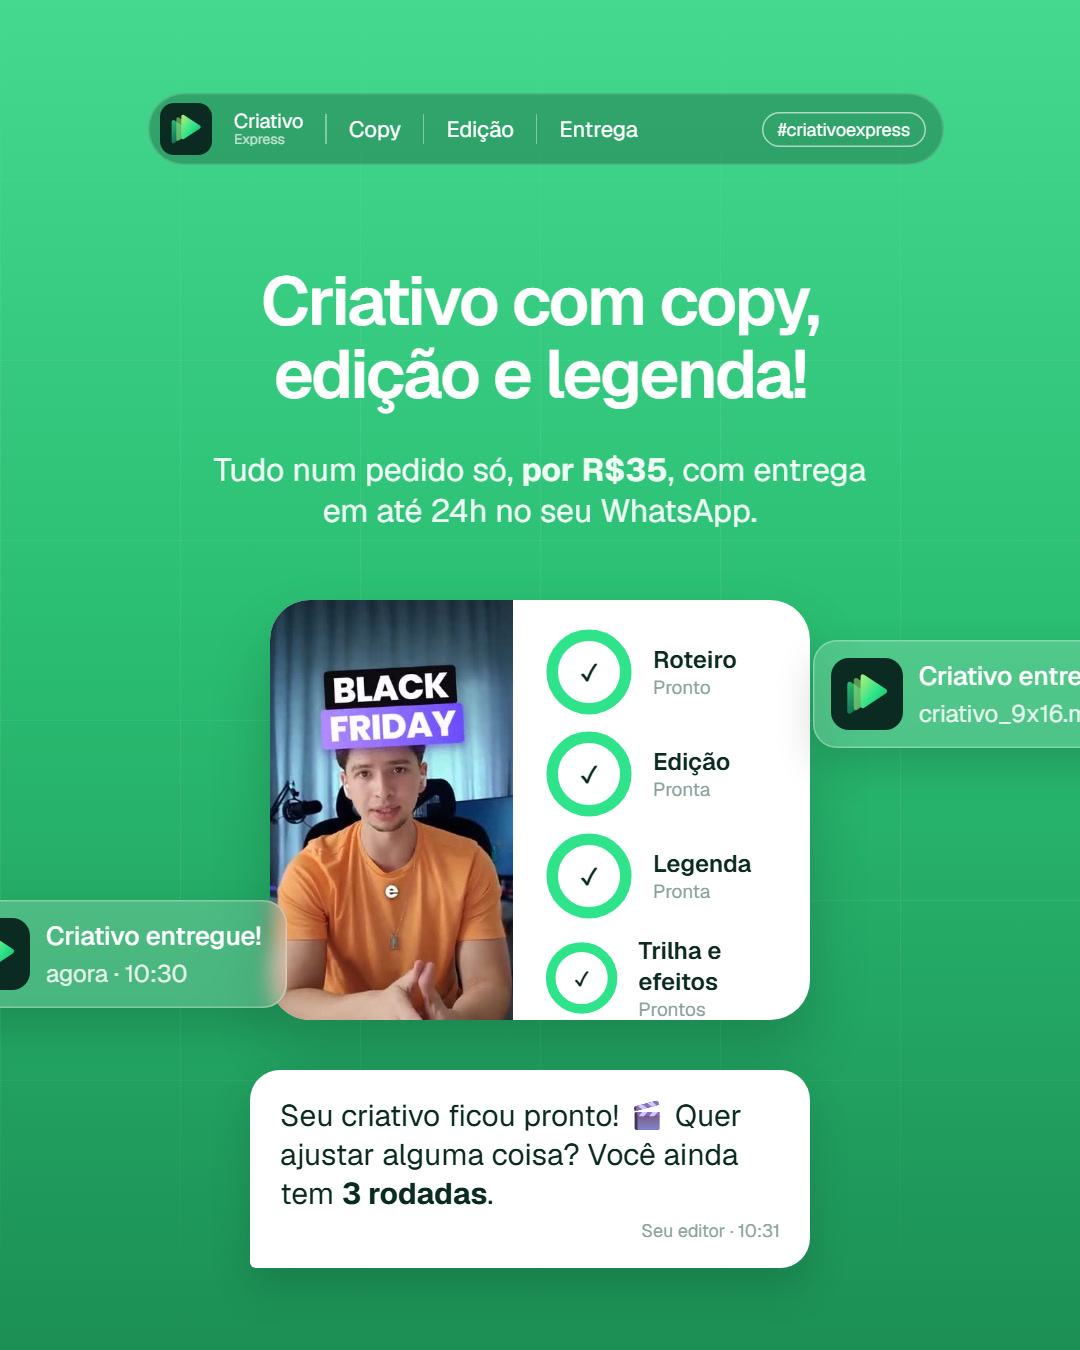 Criativo
Express
Copy
Edição
Entrega
#criativoexpress
Criativo com copy,
edição e legenda!
Tudo num pedido só, por R$35, com entrega
em até 24h no seu WhatsApp.
BLACK
FRIDAY
Roteiro
Pronto
Edição
Pronta
Legenda
Pronta
Trilha e
efeitos
Prontos
Criativo entre
criativo_9x16.m
Criativo entregue!
agora · 10:30
Seu criativo ficou pronto! 🎬 Quer
ajustar alguma coisa? Você ainda
tem 3 rodadas.
Seu editor · 10:31